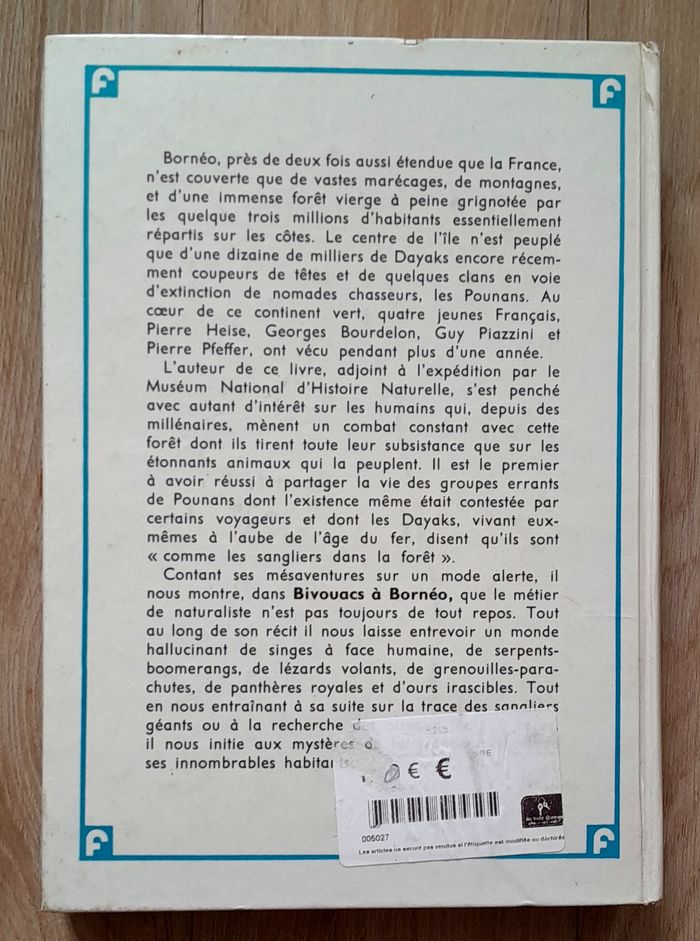 F F
Bornéo, près de deux fois aussi étendue que la France,
n'est couverte que de vastes marécages, de montagnes,
et d'une immense forêt vierge à peine grignotée par
les quelque trois millions d'habitants essentiellement
répartis sur les côtes. Le centre de l'île n'est peuplé
que d'une dizaine de milliers de Dayaks encore récem-
ment coupeurs de têtes et de quelques clans en voie
d'extinction de nomades chasseurs, les Pounans. Au
cœur de ce continent vert, quatre jeunes Français,
Pierre Heise, Georges Bourdelon, Guy Piazzini et
Pierre Pfeffer, ont vécu pendant plus d'une année.
L'auteur de ce livre, adjoint à l'expédition par le
Muséum National d'Histoire Naturelle, s'est penché
avec autant d'intérêt sur les humains qui, depuis des
millénaires, mènent un combat constant avec cette
forêt dont ils tirent toute leur subsistance que sur les
étonnants animaux qui la peuplent. Il est le premier
à avoir réussi à partager la vie des groupes errants
de Pounans dont l'existence même était contestée par
certains voyageurs et dont les Dayaks, vivant eux-
mêmes à l'aube de l'âge du fer, disent qu'ils sont
« comme les sangliers dans la forêt ».
Contant ses mésaventures sur un mode alerte, il
nous montre, dans Bivouacs à Bornéo, que le métier
de naturaliste n'est pas toujours de tout repos. Tout
au long de son récit il nous laisse entrevoir un monde
hallucinant de singes à face humaine, de serpents-
boomerangs, de lézards volants, de grenouilles-para-
chutes, de panthères royales et d'ours irascibles. Tout
en nous entraînant à sa suite sur la trace des sangliers
géants ou à la recherche
il nous initie aux mystères
ses innombrables
€ €
005027
Les articles ne seront pas vendus si l'étiquette est modifiée ou déchirée
F F